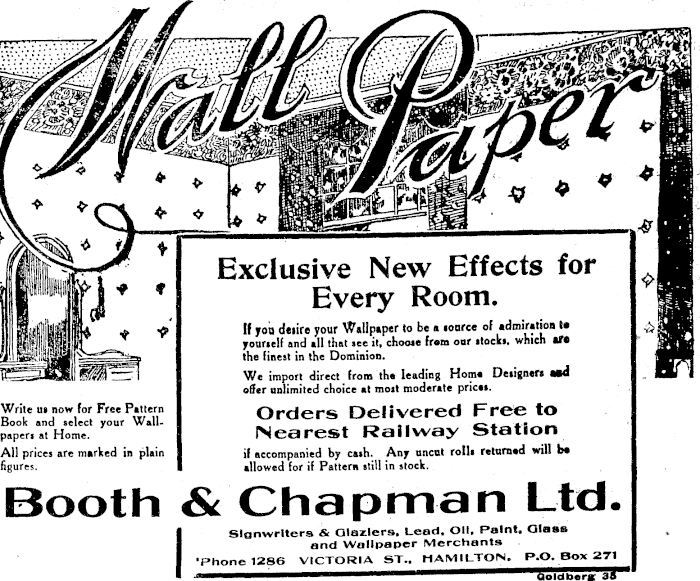 Wall Paper
Exclusive New Effects for
Every Room.
If you desire your Wallpaper to be a source of admiration to
yourself and all that see it, choose from our stocks, which are
the finest in the Dominion.
We import direct from the leading Home Designers and
offer unlimited choice at most moderate prices.
Orders Delivered Free to
Nearest Railway Station
if accompanied by cash. Any uncut rolls returned will be
allowed for if Pattern still in stock.
Write us now for Free Pattern
Book and select your Wall-
papers at Home.
All prices are marked in plain
figures.
Booth & Chapman Ltd.
Signwriters & Glaziers, Lead, Oil, Paint, Glass
and Wallpaper Merchants
'Phone 1286 VICTORIA ST., HAMILTON. P.O. Box 271
Goldberg 35